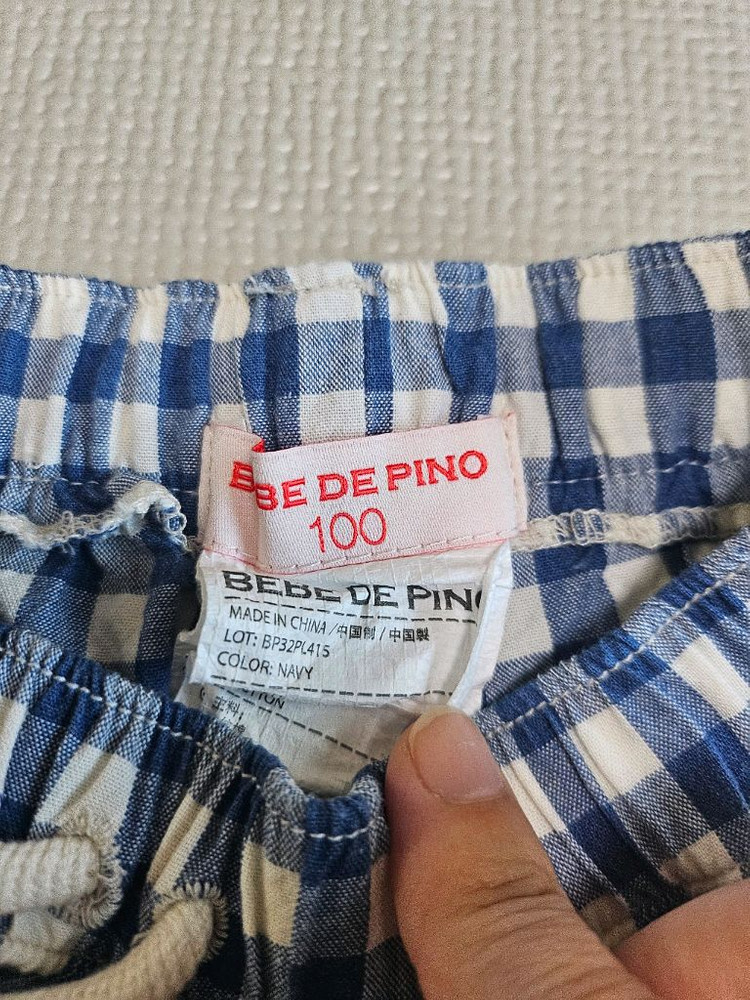 BEBE DE PINO
100
BEBE DE PINO
MADE IN CHINA /中国制 / 中国製
LOT: BP32PL415
COLOR: NAVY